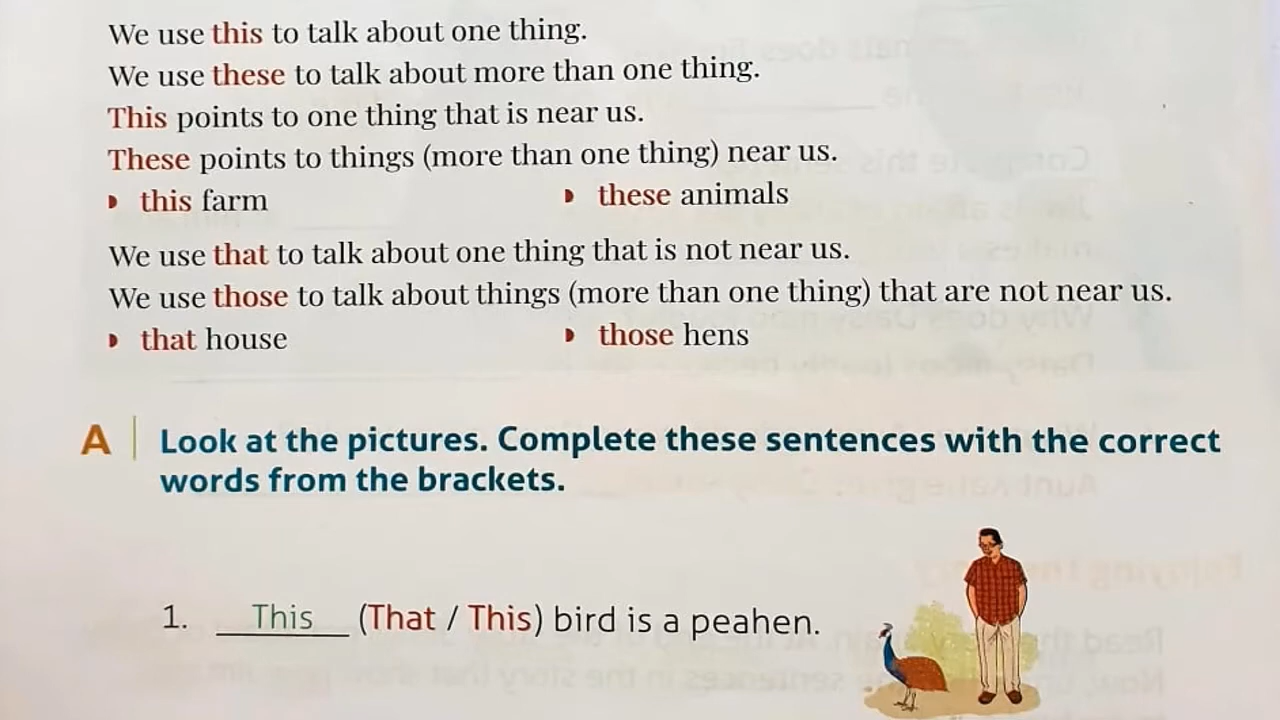 We use this to talk about one thing.
We use these to talk about more than one thing.
This points to one thing that is near us.
These points to things (more than one thing) near us.
◗ this farm ◗ these animals
We use that to talk about one thing that is not near us.
We use those to talk about things (more than one thing) that are not near us.
◗ that house ◗ those hens
A | Look at the pictures. Complete these sentences with the correct
words from the brackets.
1. This (That / This) bird is a peahen.